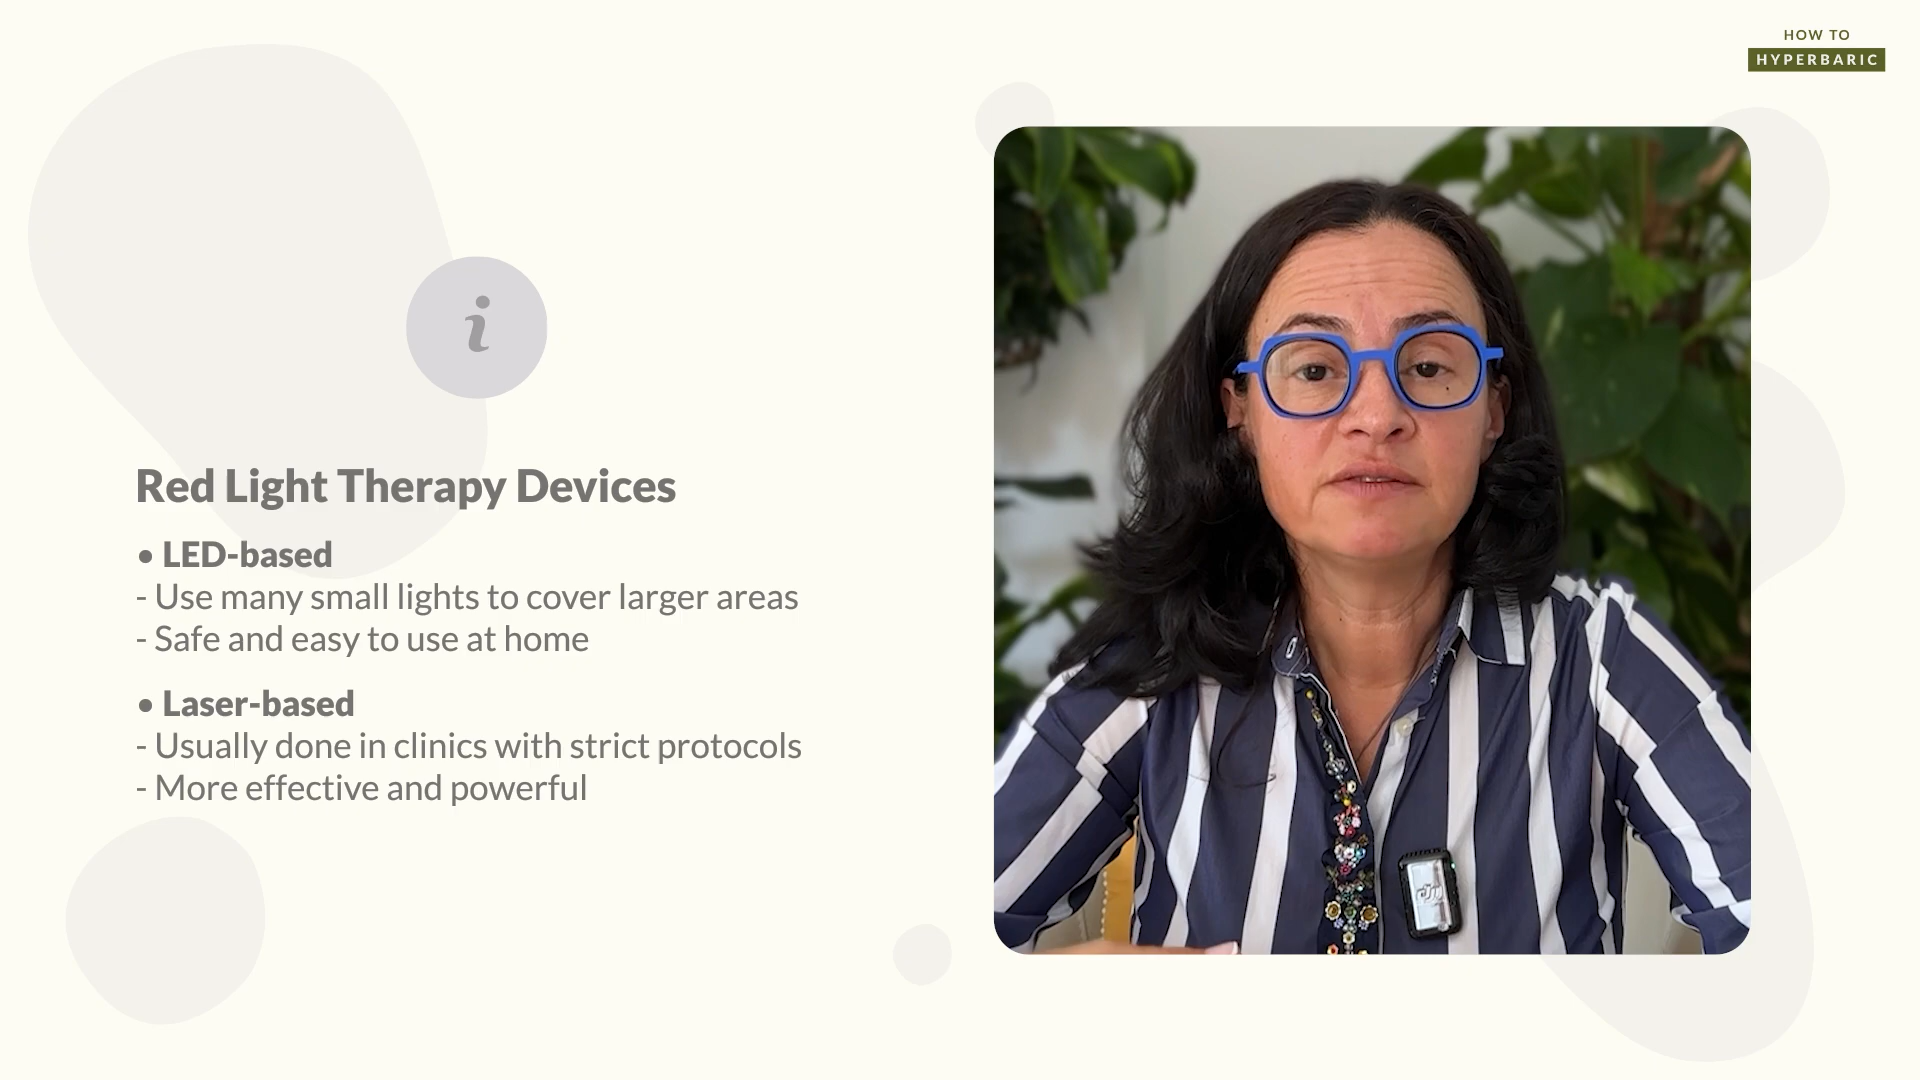 HOW TO
HYPERBARIC
i
Red Light Therapy Devices
• LED-based
- Use many small lights to cover larger areas
- Safe and easy to use at home
• Laser-based
- Usually done in clinics with strict protocols
- More effective and powerful
dji